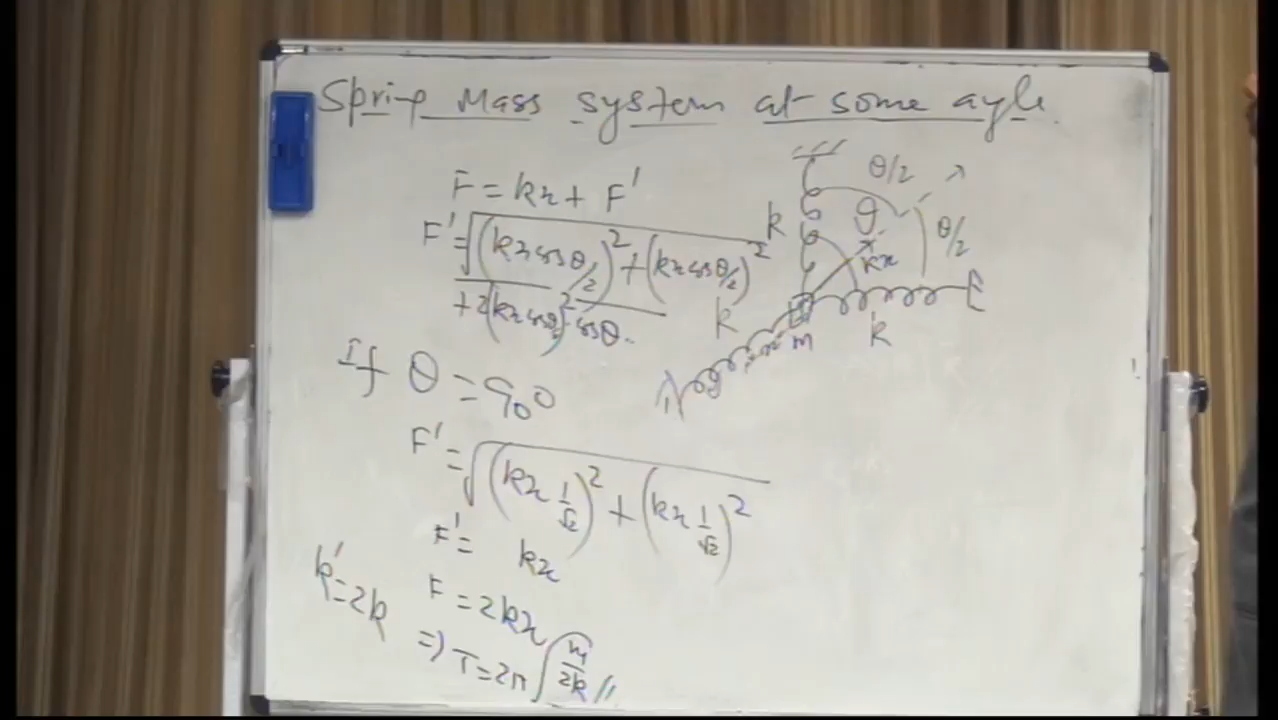 Spring Mass system at some angle
F = kx + F'
F' = √(kx cos θ/2)² + (kx cos θ/2)²
+ 2(kx cos θ/2)² cos θ
If θ = 90°
F' = √(kx 1/√2)² + (kx 1/√2)²
F' = kx
k' = 2k
F = 2kx
⇒ T = 2π √m/2k //
θ/2
θ
θ/2
k
kx
k
m
k
x